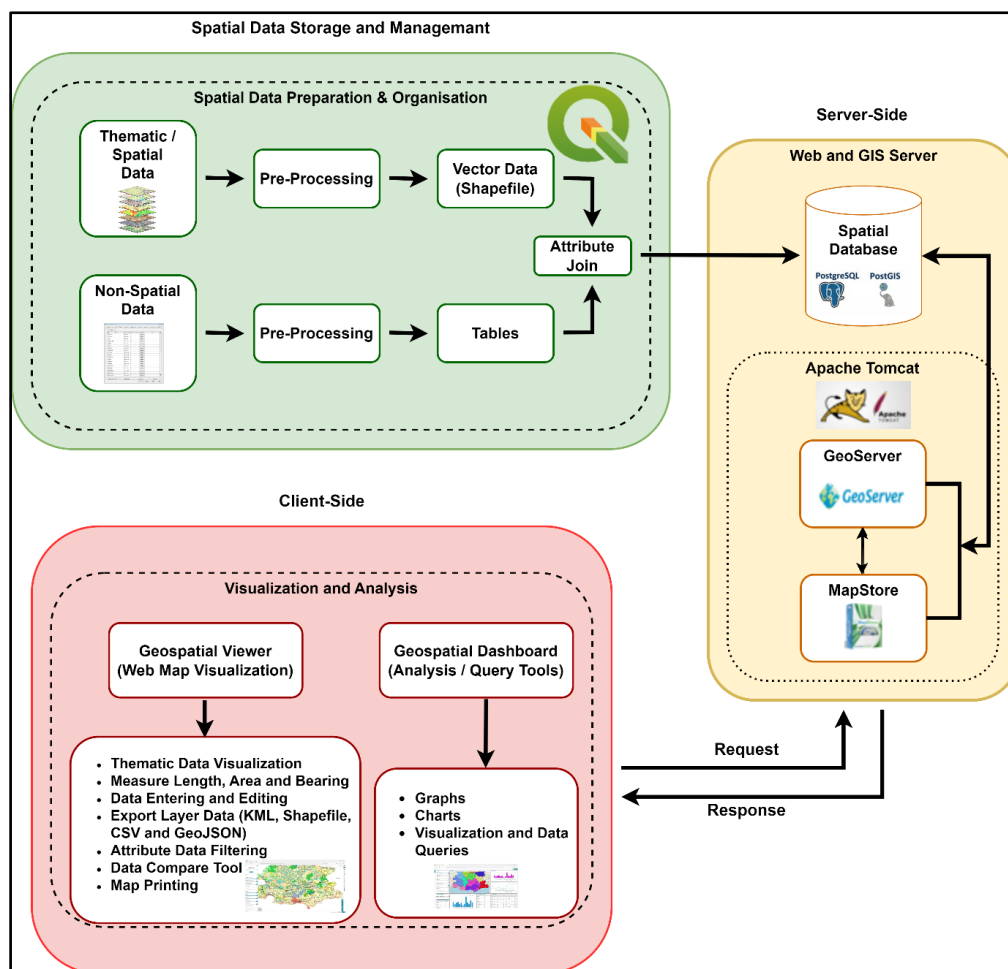 Spatial Data Storage and Managemant
Spatial Data Preparation & Organisation
Thematic /
Spatial
Data
Pre-Processing
Vector Data
(Shapefile)
Attribute
Join
Non-Spatial
Data
Pre-Processing
Tables
Server-Side
Web and GIS Server
Spatial
Database
PostgreSQL
PostGIS
Apache Tomcat
Apache
TOMCAT
GeoServer
GeoServer
MapStore
Client-Side
Visualization and Analysis
Geospatial Viewer
(Web Map Visualization)
Geospatial Dashboard
(Analysis / Query Tools)
• Thematic Data Visualization
• Measure Length, Area and Bearing
• Data Entering and Editing
• Export Layer Data (KML, Shapefile,
CSV and GeoJSON)
• Attribute Data Filtering
• Data Compare Tool
• Map Printing
• Graphs
• Charts
• Visualization and Data
Queries
Request
Response